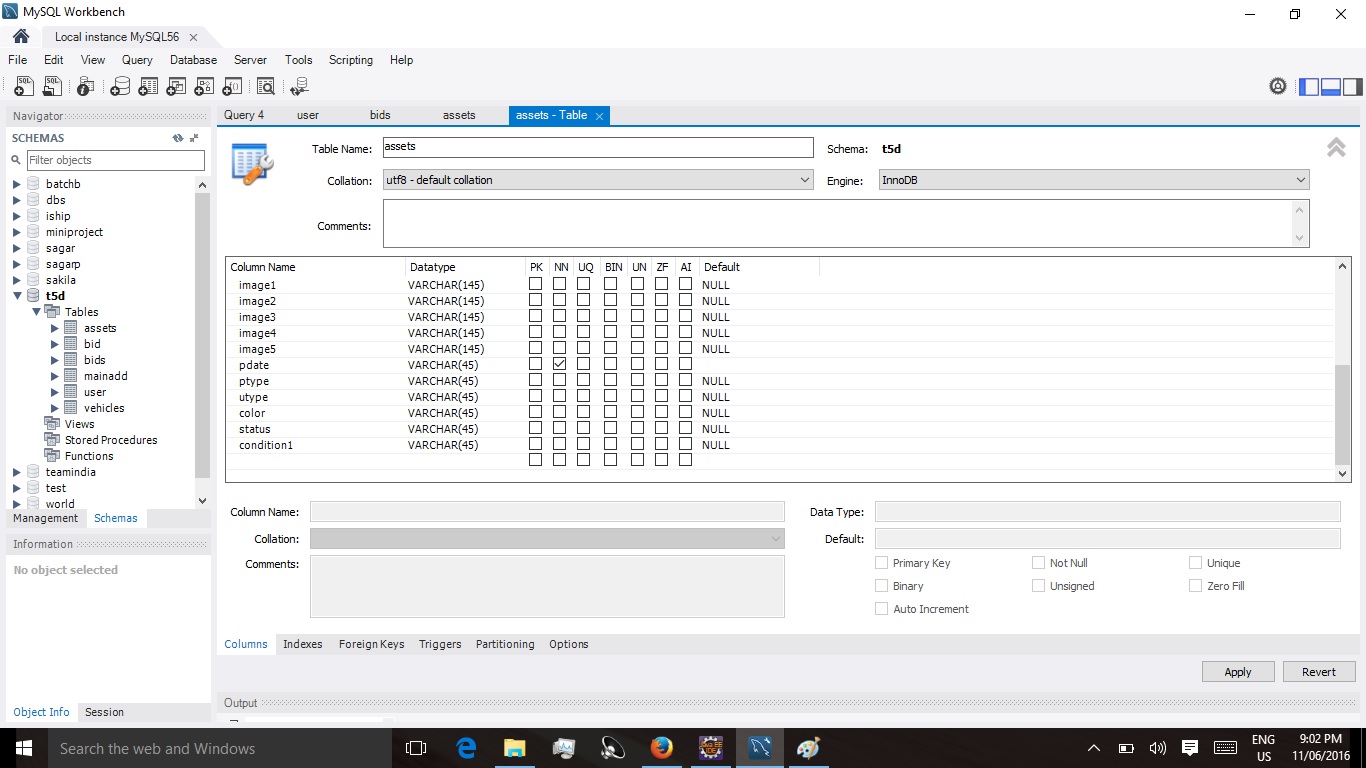 MySQL Workbench
Local instance MySQL56
File Edit View Query Database Server Tools Scripting Help
Navigator
SCHEMAS
Filter objects
batchb
dbs
iship
miniproject
sagar
sagarp
sakila
t5d
Tables
assets
bid
bids
mainadd
user
vehicles
Views
Stored Procedures
Functions
teamindia
test
world
Management Schemas
Information
No object selected
Object Info Session
Query 4 user bids assets assets - Table
Table Name: assets Schema: t5d
Collation: utf8 - default collation Engine: InnoDB
Comments:
Column Name Datatype PK NN UQ BIN UN ZF AI Default
image1 VARCHAR(145) NULL
image2 VARCHAR(145) NULL
image3 VARCHAR(145) NULL
image4 VARCHAR(145) NULL
image5 VARCHAR(145) NULL
pdate VARCHAR(45)
ptype VARCHAR(45) NULL
utype VARCHAR(45) NULL
color VARCHAR(45) NULL
status VARCHAR(45) NULL
condition1 VARCHAR(45) NULL
Column Name: Data Type:
Collation: Default:
Comments: Primary Key Not Null Unique
Binary Unsigned Zero Fill
Auto Increment
Columns Indexes Foreign Keys Triggers Partitioning Options
Apply Revert
Output
Search the web and Windows
ENG
US
9:02 PM
11/06/2016